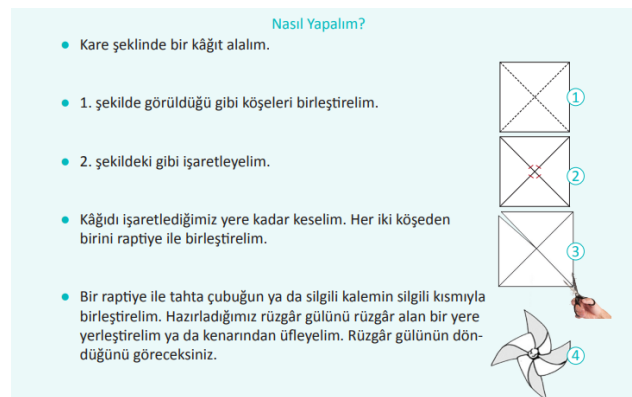 Nasıl Yapalım?
● Kare şeklinde bir kâğıt alalım.
● 1. şekilde görüldüğü gibi köşeleri birleştirelim.
1
● 2. şekildeki gibi işaretleyelim.
2
● Kâğıdı işaretlediğimiz yere kadar keselim. Her iki köşeden
birini raptiye ile birleştirelim.
3
● Bir raptiye ile tahta çubuğun ya da silgili kalemin silgili kısmıyla
birleştirelim. Hazırladığımız rüzgâr gülünü rüzgâr alan bir yere
yerleştirelim ya da kenarından üfleyelim. Rüzgâr gülünün dön-
düğünü göreceksiniz.
4